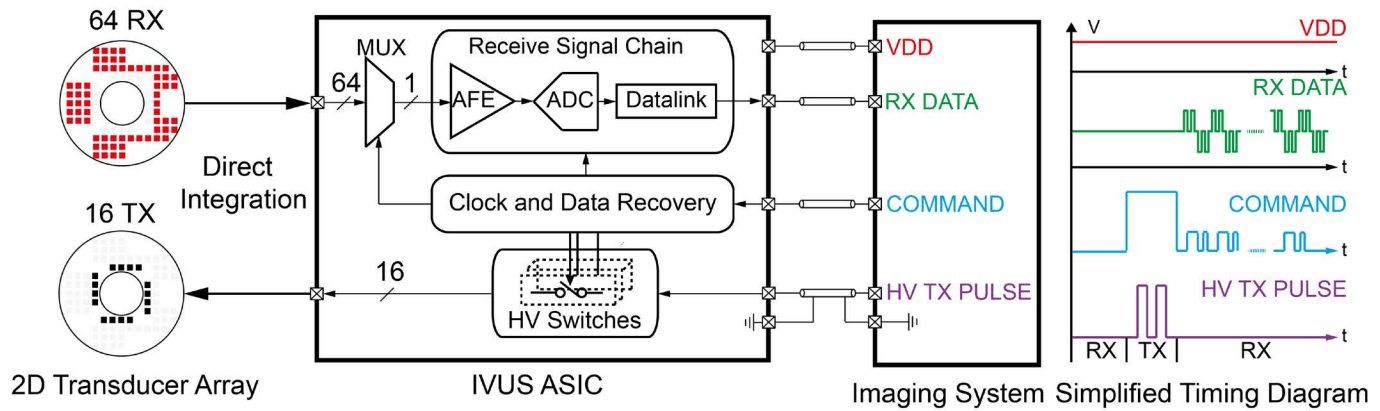 64 RX
Direct
Integration
16 TX
2D Transducer Array
MUX
64
1
Receive Signal Chain
AFE
ADC
Datalink
Clock and Data Recovery
16
HV Switches
IVUS ASIC
VDD
RX DATA
COMMAND
HV TX PULSE
Imaging System
V
VDD
t
RX DATA
t
COMMAND
t
HV TX PULSE
t
RX
TX
RX
Simplified Timing Diagram